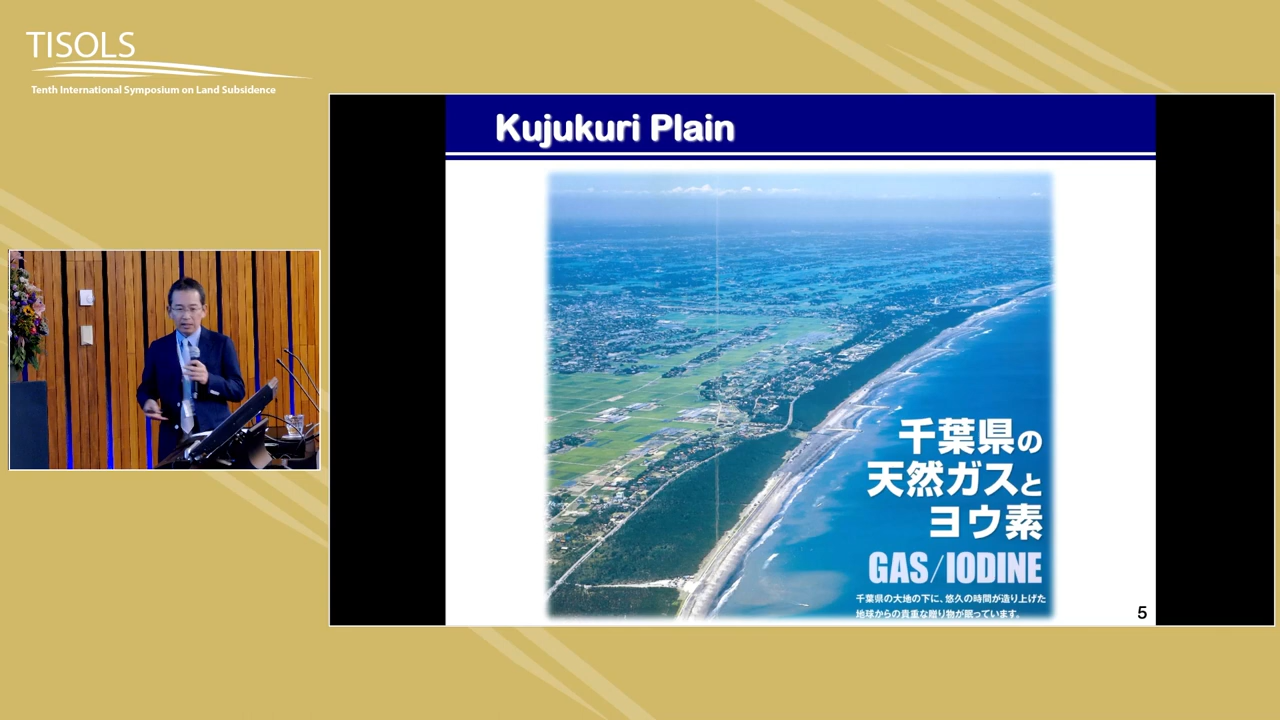 TISOLS
Tenth International Symposium on Land Subsidence
Kujukuri Plain
千葉県の
天然ガスと
ヨウ素
GAS/IODINE
千葉県の大地の下に、悠久の時間が造り上げた
地球からの貴重な贈り物が眠っています。
5